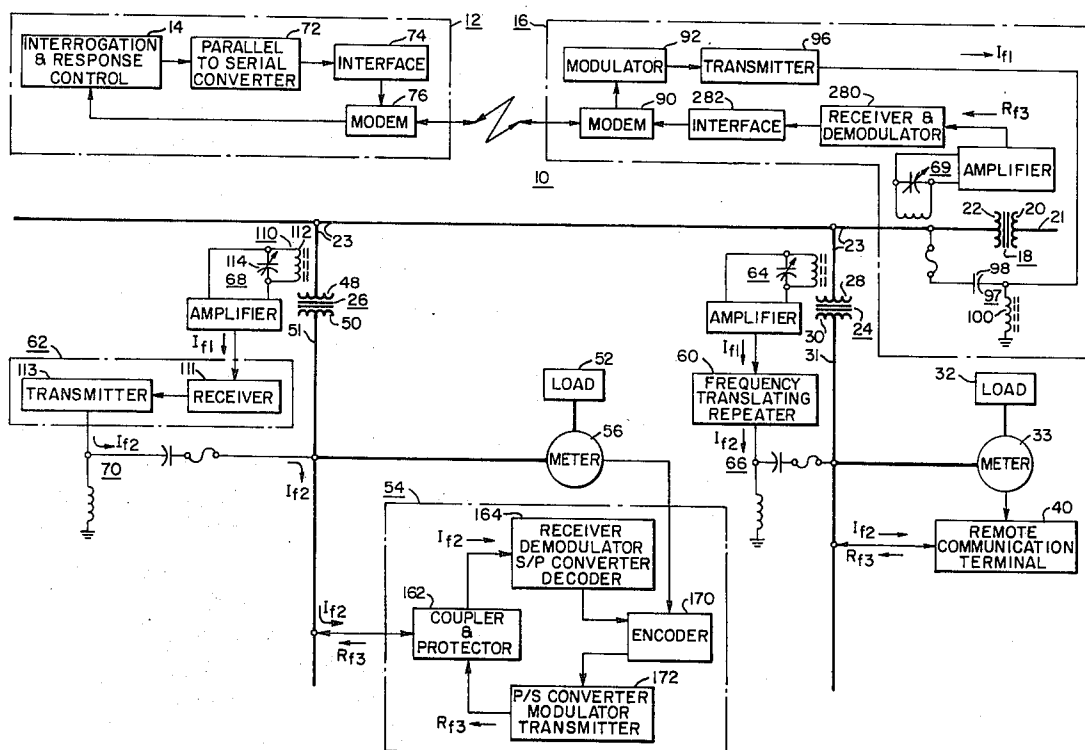 14
INTERROGATION
& RESPONSE
CONTROL
72
PARALLEL
TO SERIAL
CONVERTER
74
INTERFACE
76
MODEM
12
16
92
MODULATOR
96
TRANSMITTER
If1
90
MODEM
282
INTERFACE
280
RECEIVER &
DEMODULATOR
Rf3
69
AMPLIFIER
10
22
20
21
18
23
23
98
97
100
110
112
114
68
48
26
50
51
AMPLIFIER
If1
62
113
TRANSMITTER
111
RECEIVER
If2
70
If2
64
28
24
30
31
AMPLIFIER
If1
60
FREQUENCY
TRANSLATING
REPEATER
If2
66
52
LOAD
56
METER
32
LOAD
33
METER
40
REMOTE
COMMUNICATION
TERMINAL
If2
Rf3
54
164
RECEIVER
DEMODULATOR
S/P CONVERTER
DECODER
If2
162
COUPLER
&
PROTECTOR
If2
Rf3
170
ENCODER
172
P/S CONVERTER
MODULATOR
TRANSMITTER
Rf3